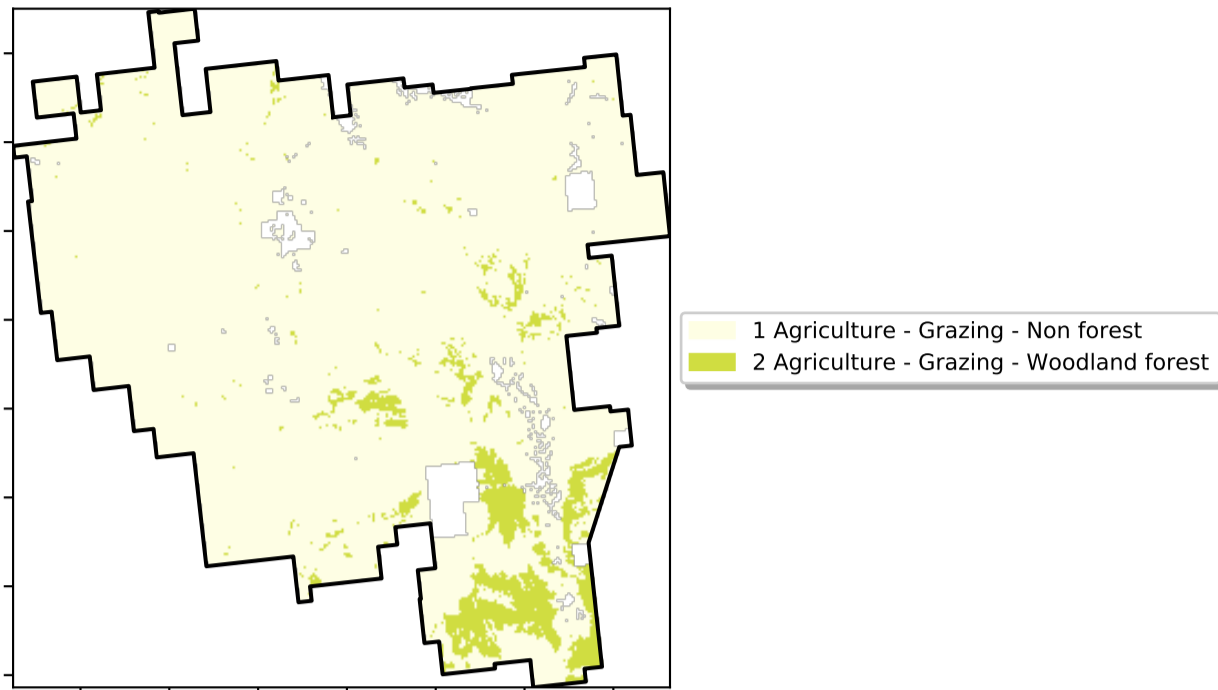 1 Agriculture - Grazing - Non forest
2 Agriculture - Grazing - Woodland forest